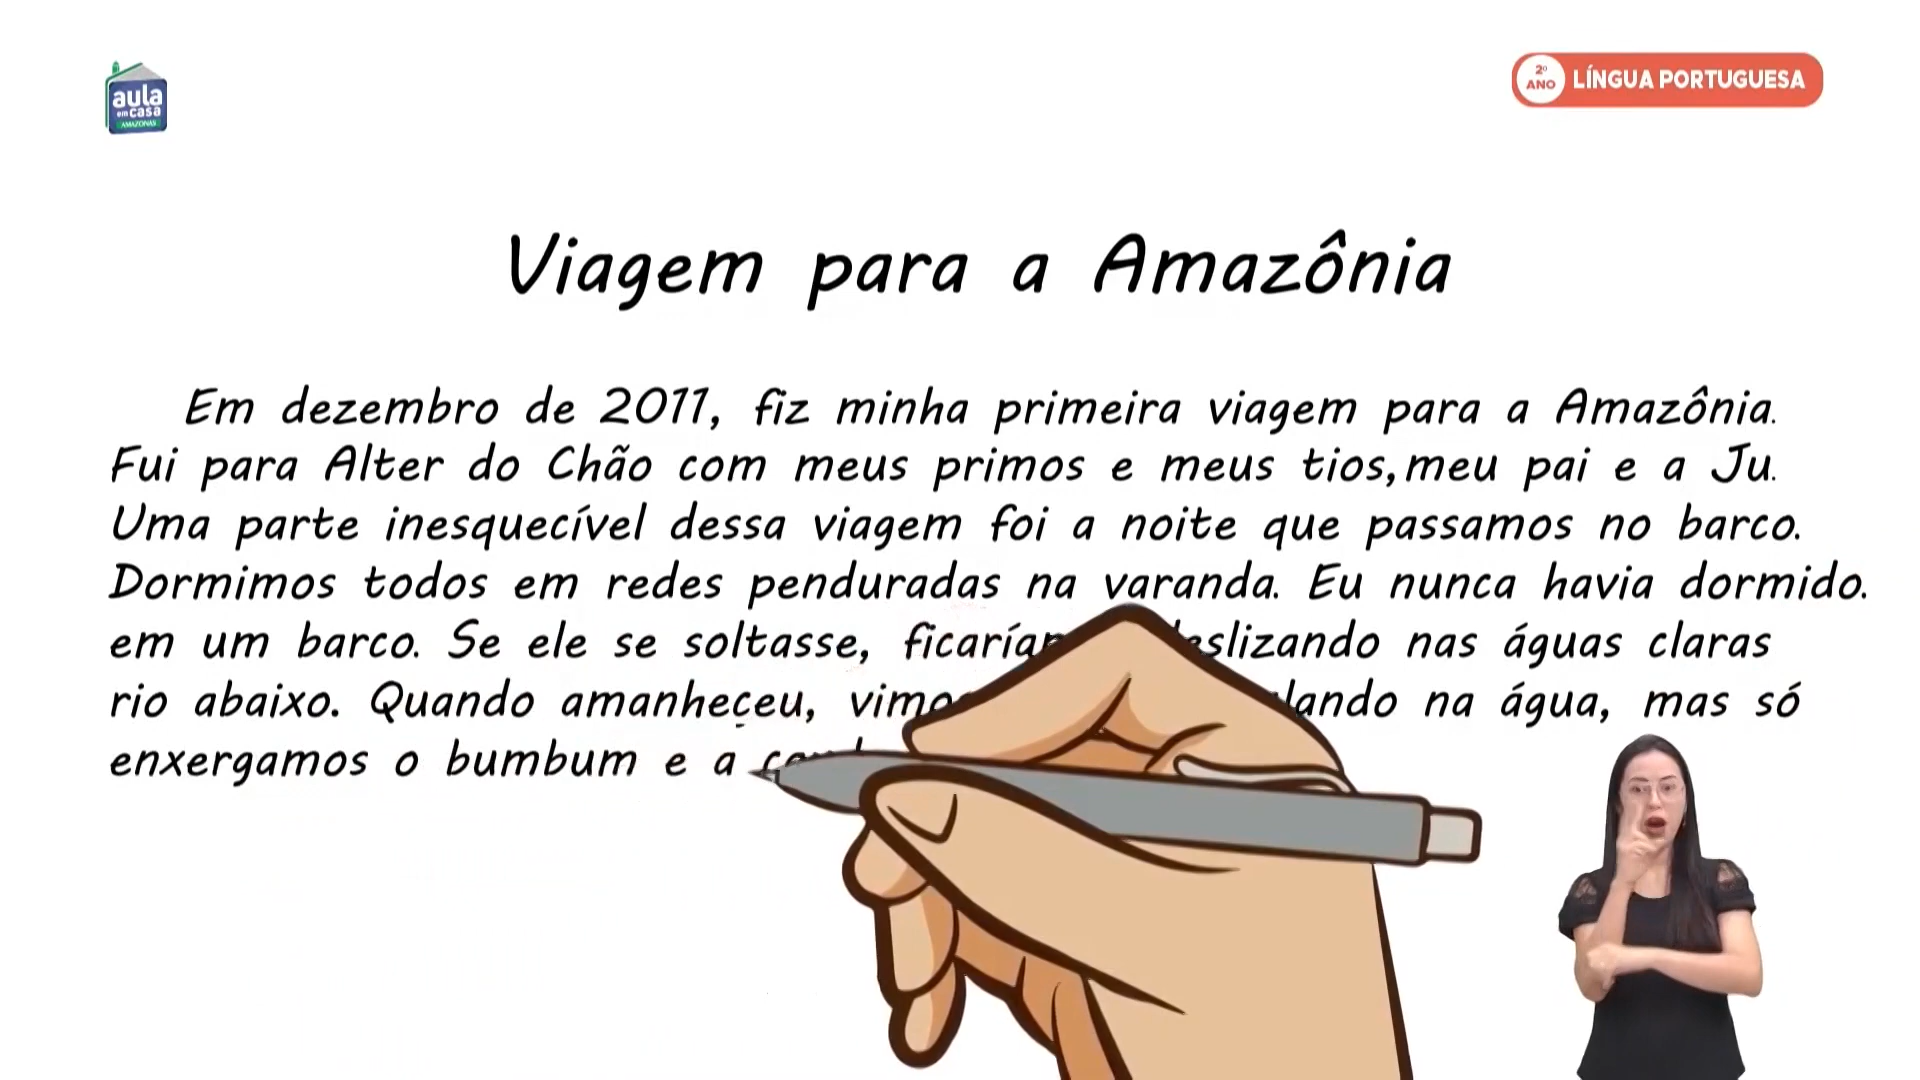 aula
em casa
AMAZONAS
2º
ANO
LÍNGUA PORTUGUESA
Viagem para a Amazônia
Em dezembro de 2011, fiz minha primeira viagem para a Amazônia.
Fui para Alter do Chão com meus primos e meus tios, meu pai e a Ju.
Uma parte inesquecível dessa viagem foi a noite que passamos no barco.
Dormimos todos em redes penduradas na varanda. Eu nunca havia dormido.
em um barco. Se ele se soltasse, nas águas claras
rio abaixo. Quando amanheçeu, na água, mas só
enxergamos o bumbum e a